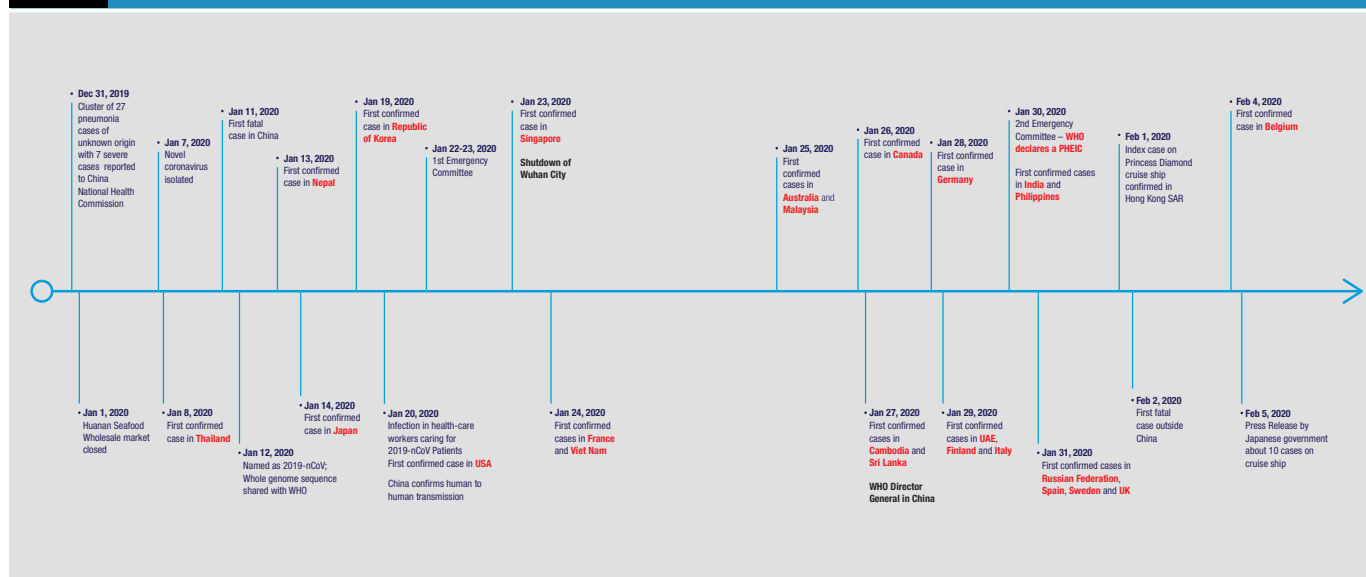 • Dec 31, 2019
Cluster of 27
pneumonia
cases of
unknown origin
with 7 severe
cases reported
to China
National Health
Commission
• Jan 7, 2020
Novel
coronavirus
isolated
• Jan 11, 2020
First fatal
case in China
• Jan 13, 2020
First confirmed
case in Nepal
• Jan 19, 2020
First confirmed
case in Republic
of Korea
• Jan 22-23, 2020
1st Emergency
Committee
• Jan 23, 2020
First confirmed
case in
Singapore
Shutdown of
Wuhan City
• Jan 25, 2020
First
confirmed
cases in
Australia and
Malaysia
• Jan 26, 2020
First confirmed
case in Canada
• Jan 28, 2020
First confirmed
case in
Germany
• Jan 30, 2020
2nd Emergency
Committee – WHO
declares a PHEIC
First confirmed cases
in India and
Philippines
• Feb 1, 2020
Index case on
Princess Diamond
cruise ship
confirmed in
Hong Kong SAR
• Feb 4, 2020
First confirmed
case in Belgium
• Jan 1, 2020
Huanan Seafood
Wholesale market
closed
• Jan 8, 2020
First confirmed
case in Thailand
• Jan 12, 2020
Named as 2019-nCoV;
Whole genome sequence
shared with WHO
• Jan 14, 2020
First confirmed
case in Japan
• Jan 20, 2020
Infection in health-care
workers caring for
2019-nCoV Patients
First confirmed case in USA
China confirms human to
human transmission
• Jan 24, 2020
First confirmed
cases in France
and Viet Nam
• Jan 27, 2020
First confirmed
cases in
Cambodia and
Sri Lanka
WHO Director
General in China
• Jan 29, 2020
First confirmed
cases in UAE,
Finland and Italy
• Jan 31, 2020
First confirmed cases in
Russian Federation,
Spain, Sweden and UK
• Feb 2, 2020
First fatal
case outside
China
• Feb 5, 2020
Press Release by
Japanese government
about 10 cases on
cruise ship